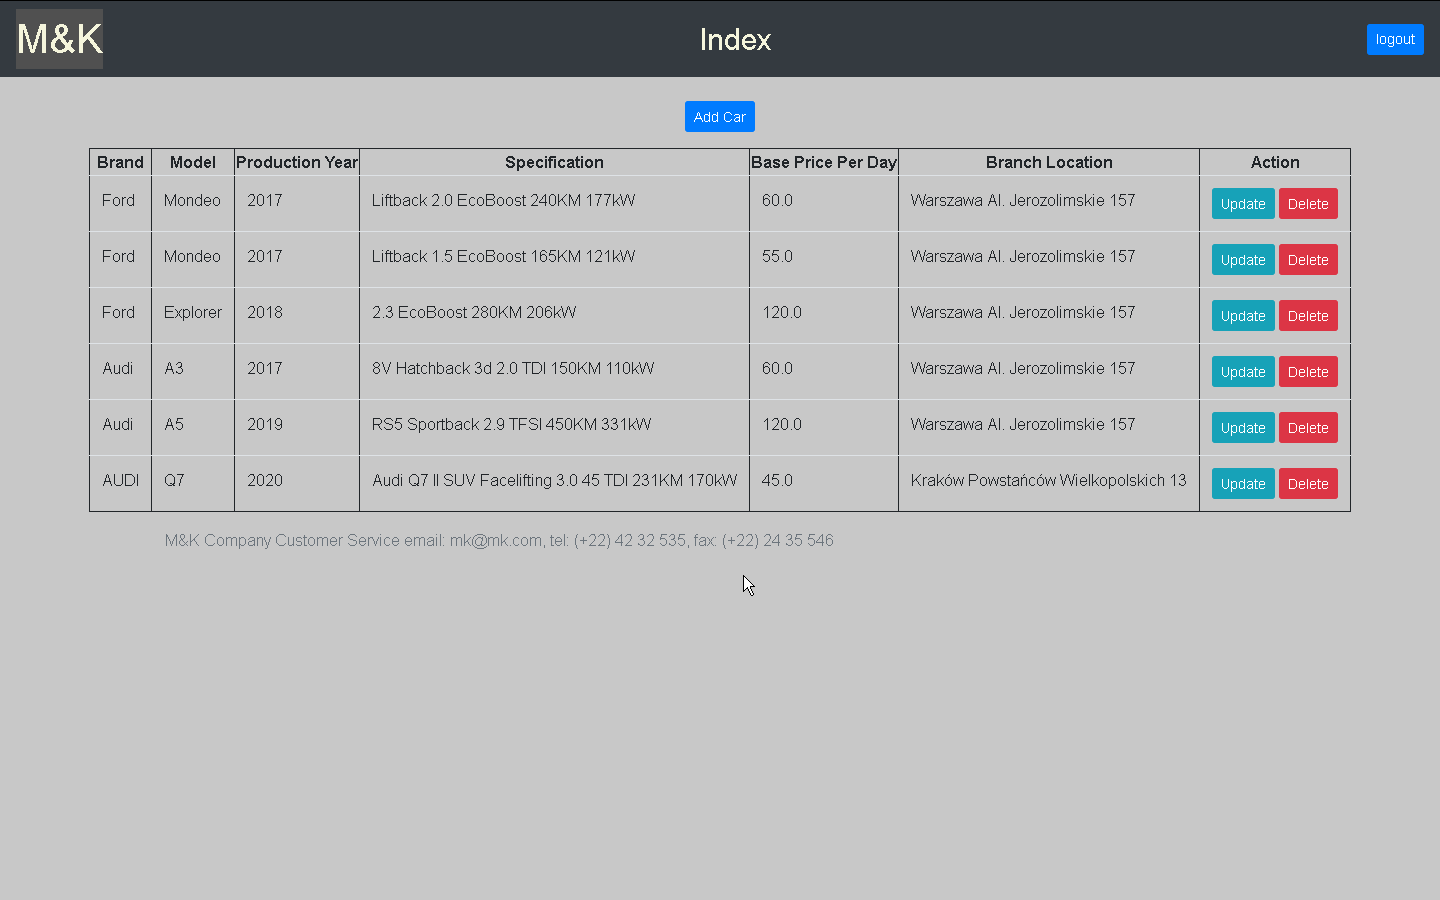 M&K Index logout
Add Car
Brand Model Production Year Specification Base Price Per Day Branch Location Action
Ford Mondeo 2017 Liftback 2.0 EcoBoost 240KM 177kW 60.0 Warszawa Al. Jerozolimskie 157 Update Delete
Ford Mondeo 2017 Liftback 1.5 EcoBoost 165KM 121kW 55.0 Warszawa Al. Jerozolimskie 157 Update Delete
Ford Explorer 2018 2.3 EcoBoost 280KM 206kW 120.0 Warszawa Al. Jerozolimskie 157 Update Delete
Audi A3 2017 8V Hatchback 3d 2.0 TDI 150KM 110kW 60.0 Warszawa Al. Jerozolimskie 157 Update Delete
Audi A5 2019 RS5 Sportback 2.9 TFSI 450KM 331kW 120.0 Warszawa Al. Jerozolimskie 157 Update Delete
AUDI Q7 2020 Audi Q7 II SUV Facelifting 3.0 45 TDI 231KM 170kW 45.0 Kraków Powstańców Wielkopolskich 13 Update Delete
M&K Company Customer Service email: mk@mk.com, tel: (+22) 42 32 535, fax: (+22) 24 35 546